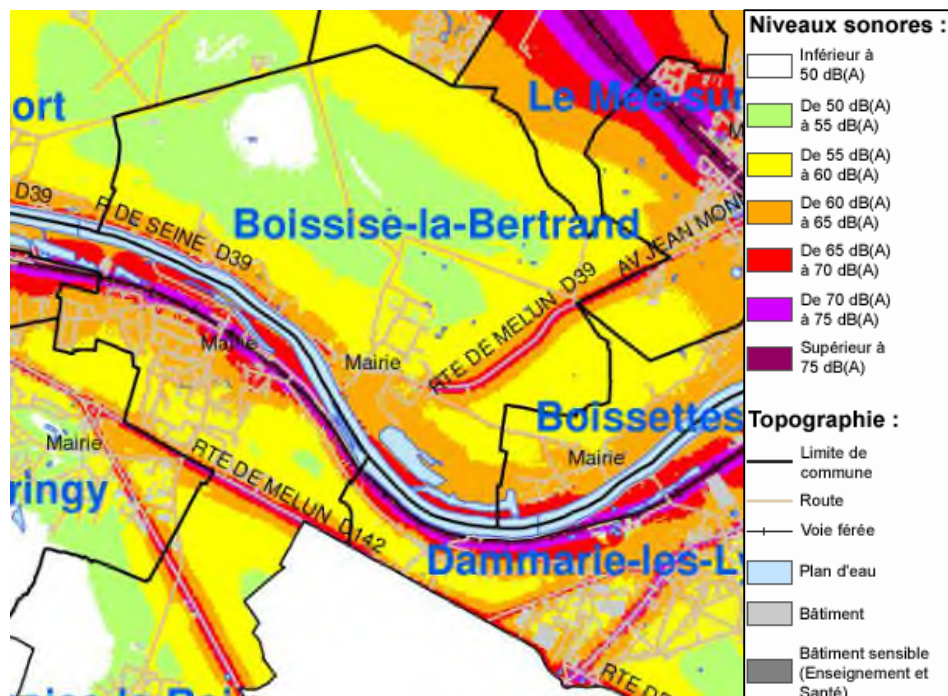 ort
Le Mée-sur
D39
R DE SEINE D39
Boissise-la-Bertrand
AV JEAN MON
RTE DE MELUN D39
Mairie
Mairie
Boissettes
Mairie
Mairie
RTE DE MELUN D142
ringy
Dammarie-les-Ly
RTE DE
Niveaux sonores :
Inférieur à
50 dB(A)
De 50 dB(A)
à 55 dB(A)
De 55 dB(A)
à 60 dB(A)
De 60 dB(A)
à 65 dB(A)
De 65 dB(A)
à 70 dB(A)
De 70 dB(A)
à 75 dB(A)
Supérieur à
75 dB(A)
Topographie :
Limite de
commune
Route
Voie férée
Plan d'eau
Bâtiment
Bâtiment sensible
(Enseignement et
Santé)